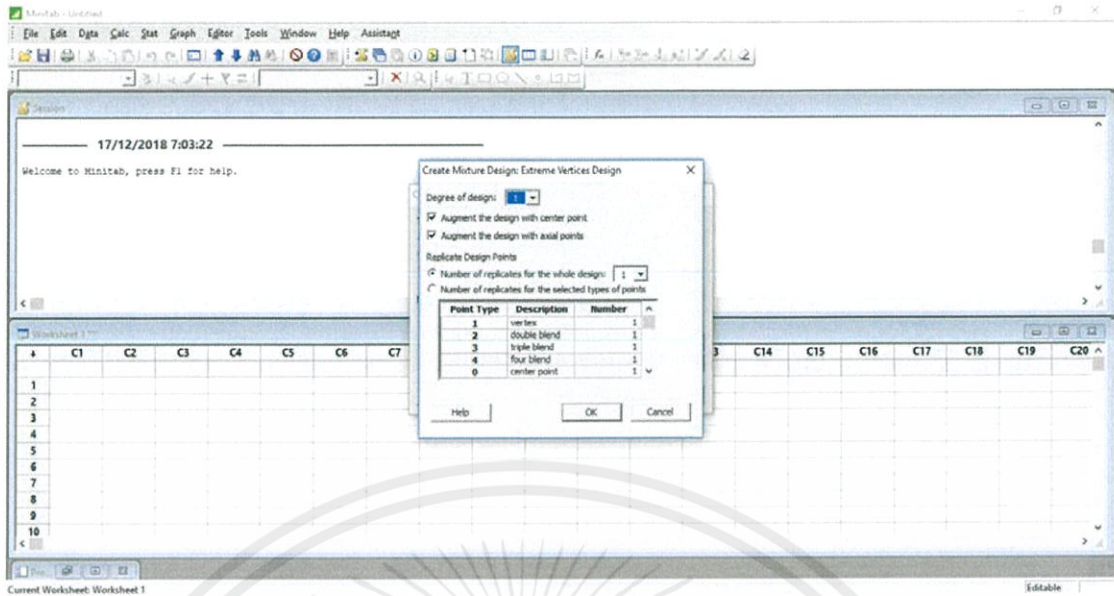 Minitab - Untitled
File Edit Data Calc Stat Graph Editor Tools Window Help Assistant
Session
17/12/2018 7:03:22
Welcome to Minitab, press F1 for help.
Create Mixture Design: Extreme Vertices Design
Degree of design: 1
Augment the design with center point
Augment the design with axial points
Replicate Design Points
Number of replicates for the whole design: 1
Number of replicates for the selected types of points
Point Type Description Number
1 vertex 1
2 double blend 1
3 triple blend 1
4 four blend 1
0 center point 1
Help OK Cancel
Worksheet 1 ***
C1 C2 C3 C4 C5 C6 C7 3 C14 C15 C16 C17 C18 C19 C20
1
2
3
4
5
6
7
8
9
10
Current Worksheet: Worksheet 1
Editable